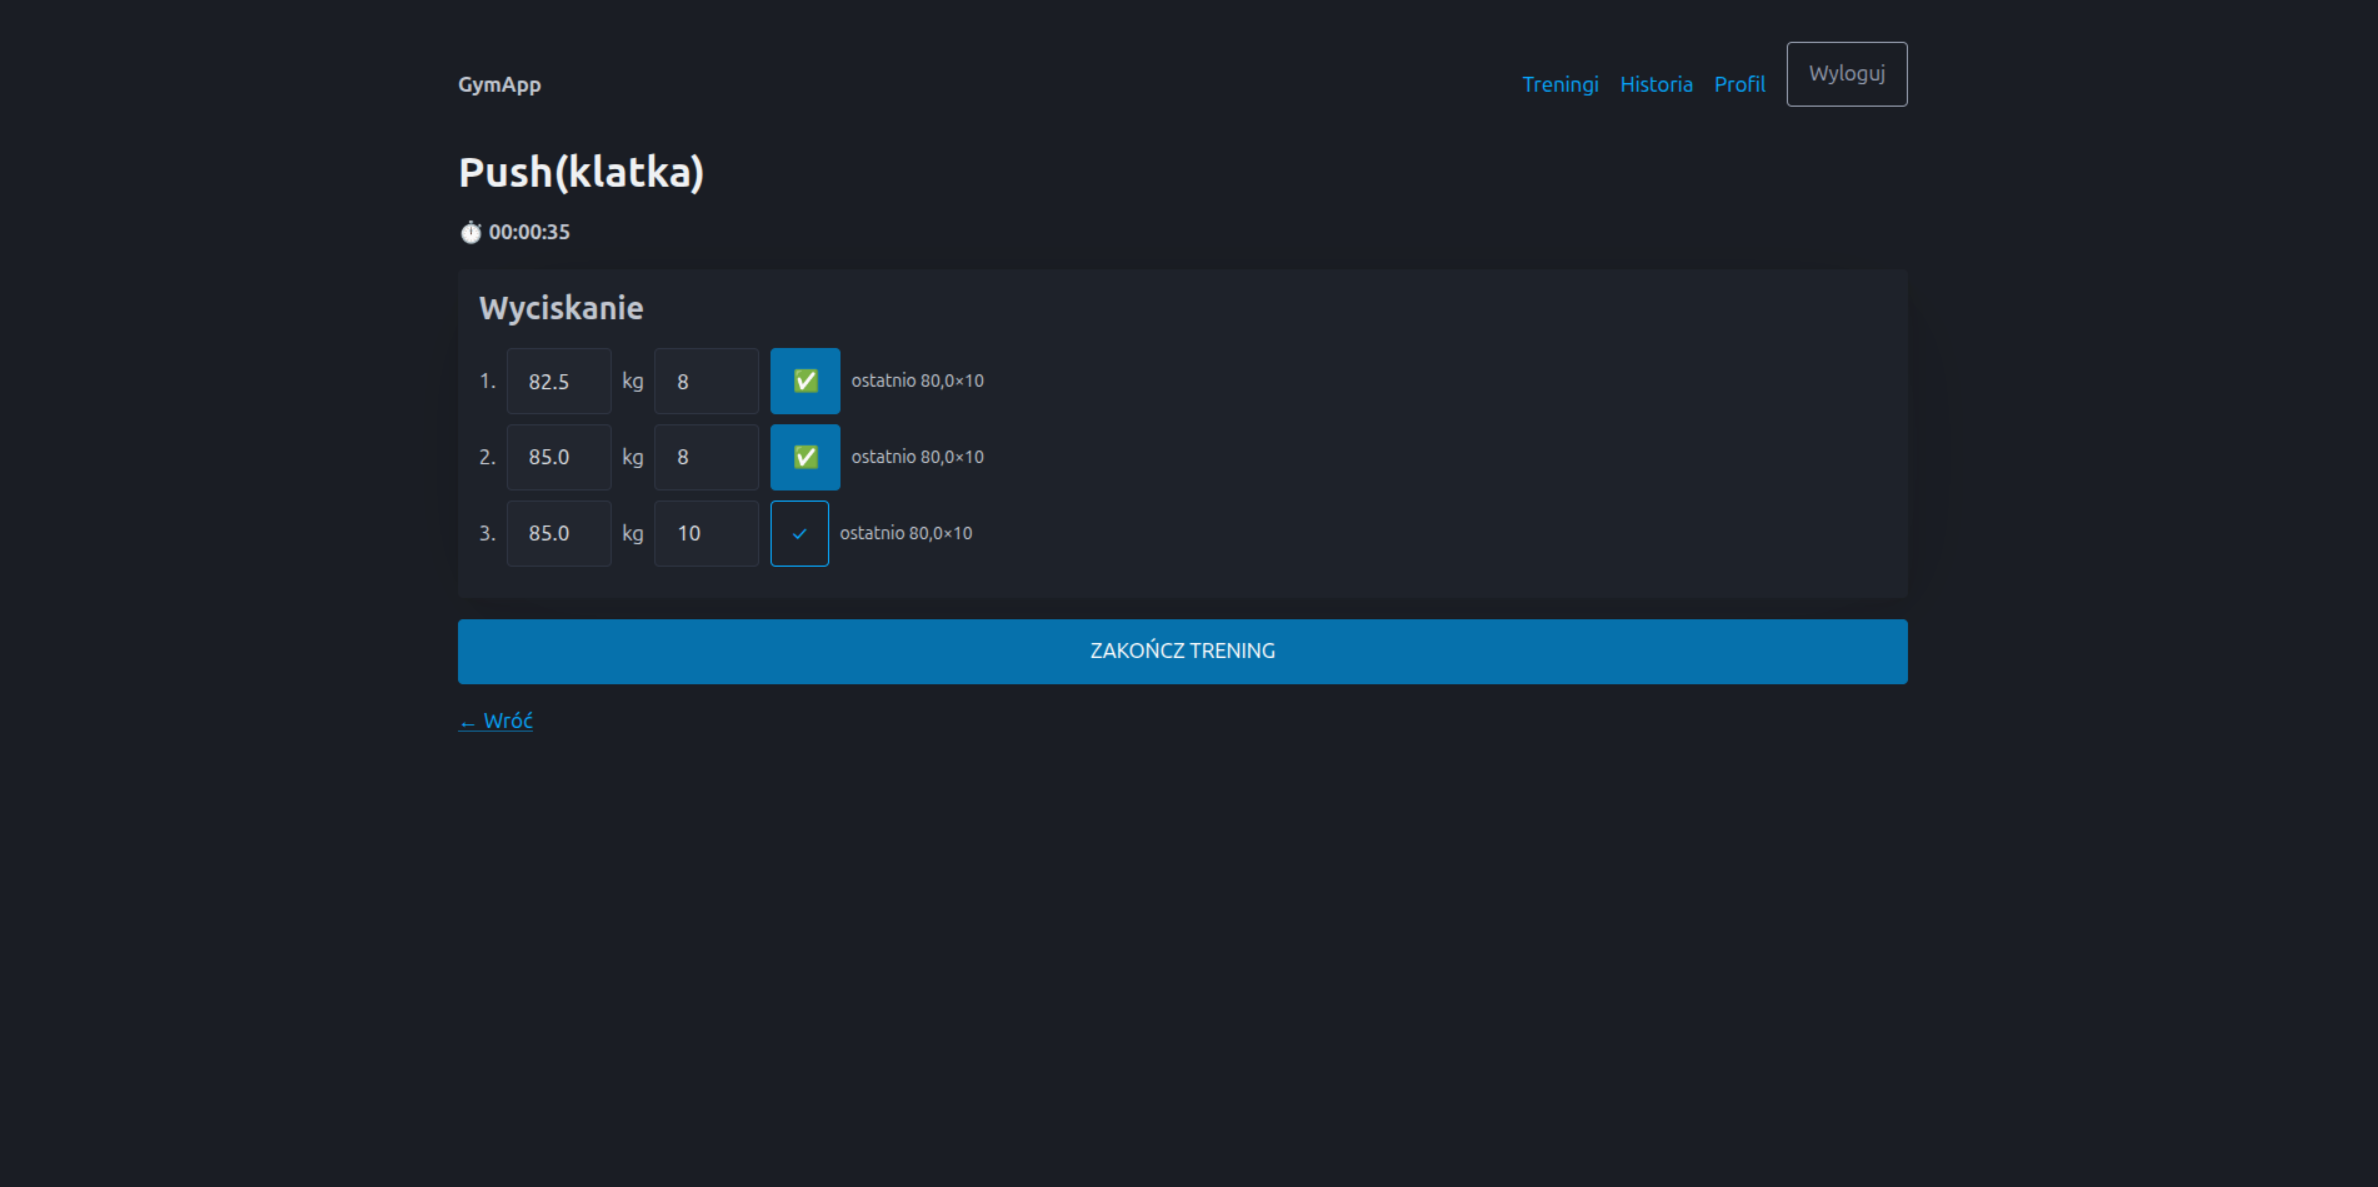 GymApp Treningi Historia Profil Wyloguj
Push(klatka)
⏱ 00:00:35
Wyciskanie
1. 82.5 kg 8 ✅ ostatnio 80,0×10
2. 85.0 kg 8 ✅ ostatnio 80,0×10
3. 85.0 kg 10 ✓ ostatnio 80,0×10
ZAKOŃCZ TRENING
← Wróć